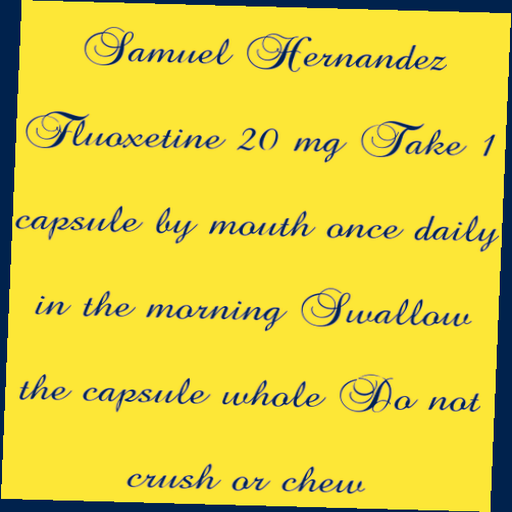 Samuel Hernandez
Fluoxetine 20 mg Take 1
capsule by mouth once daily
in the morning Swallow
the capsule whole Do not
crush or chew